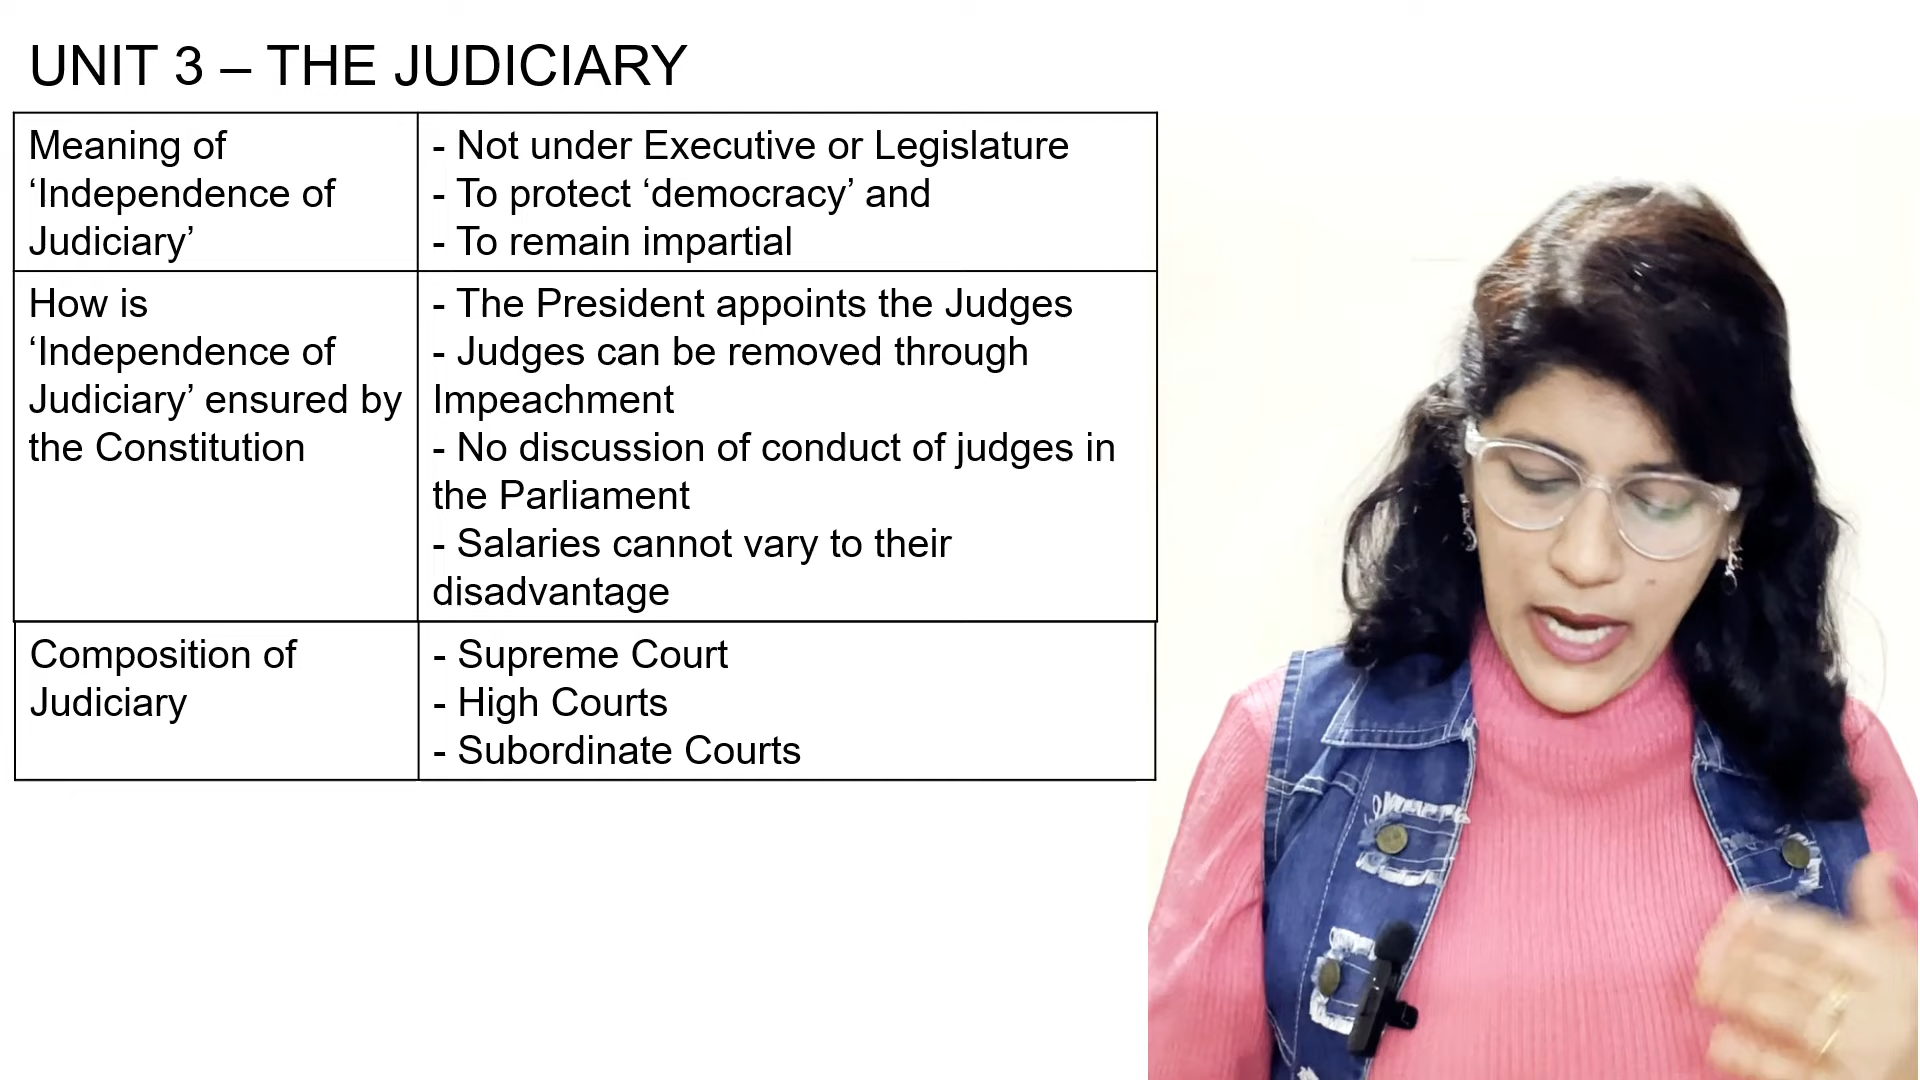 UNIT 3 – THE JUDICIARY
Meaning of
‘Independence of
Judiciary’
- Not under Executive or Legislature
- To protect ‘democracy’ and
- To remain impartial
How is
‘Independence of
Judiciary’ ensured by
the Constitution
- The President appoints the Judges
- Judges can be removed through
Impeachment
- No discussion of conduct of judges in
the Parliament
- Salaries cannot vary to their
disadvantage
Composition of
Judiciary
- Supreme Court
- High Courts
- Subordinate Courts